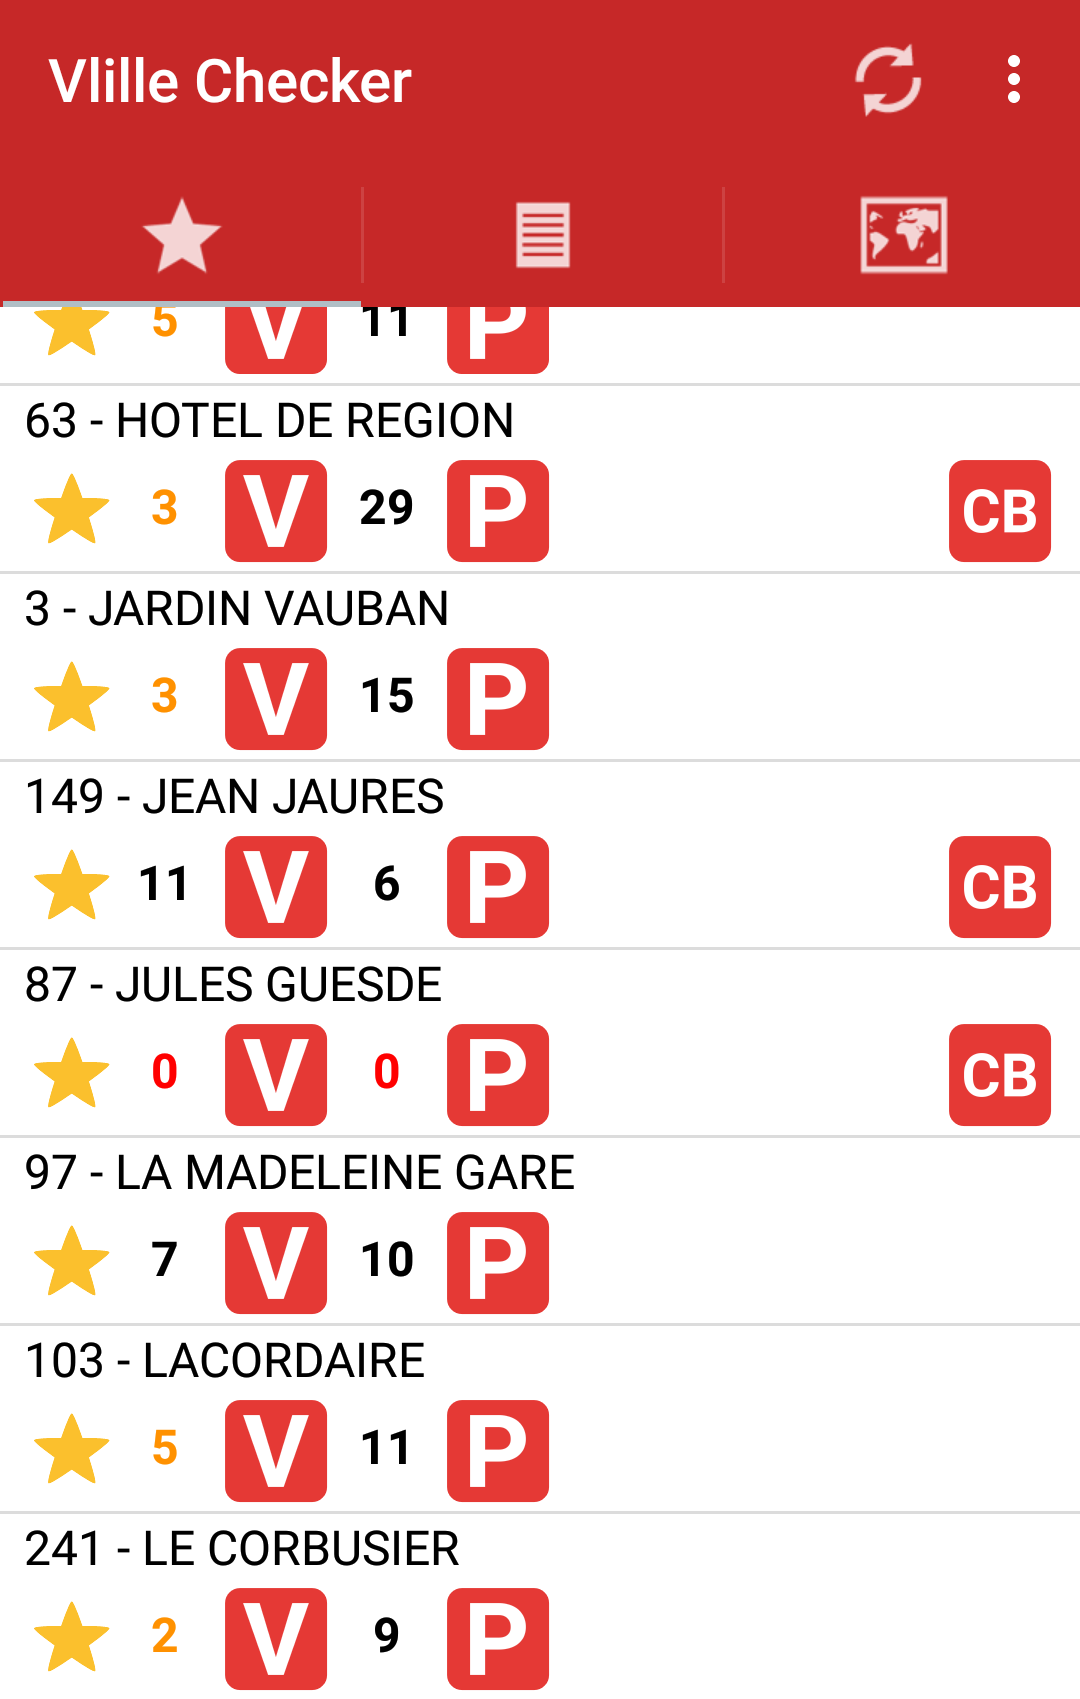 Vlille Checker
5 V 11 P
63 - HOTEL DE REGION
3 V 29 P CB
3 - JARDIN VAUBAN
3 V 15 P
149 - JEAN JAURES
11 V 6 P CB
87 - JULES GUESDE
0 V 0 P CB
97 - LA MADELEINE GARE
7 V 10 P
103 - LACORDAIRE
5 V 11 P
241 - LE CORBUSIER
2 V 9 P